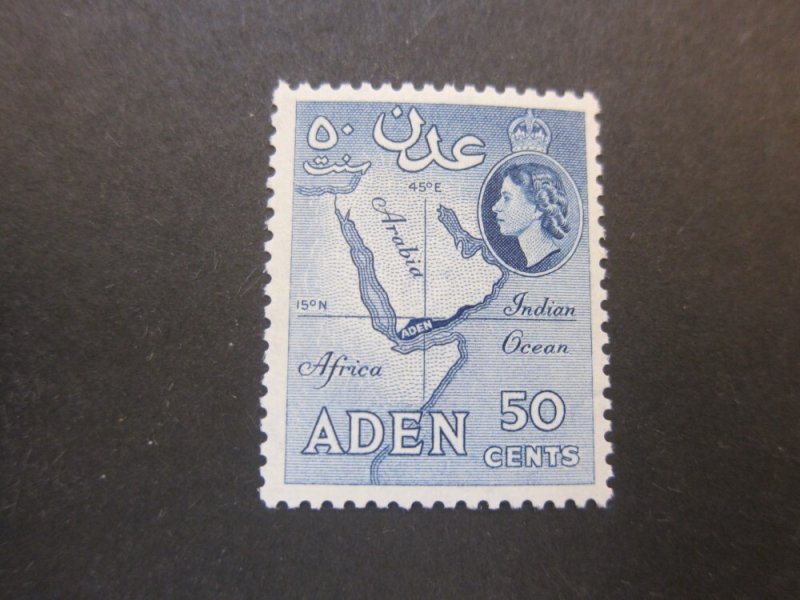 ٥٠ عدن
سنت
45°E
Arabia
15°N
ADEN
Indian
Ocean
Africa
ADEN 50
CENTS